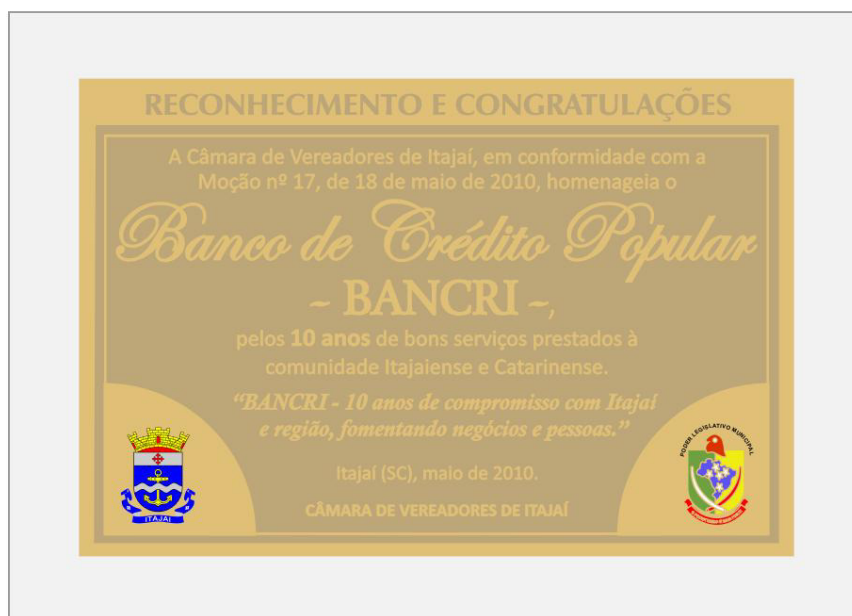 RECONHECIMENTO E CONGRATULAÇÕES
A Câmara de Vereadores de Itajaí, em conformidade com a
Moção nº 17, de 18 de maio de 2010, homenageia o
Banco de Crédito Popular
- BANCRI -,
pelos 10 anos de bons serviços prestados à
comunidade Itajaiense e Catarinense.
“BANCRI - 10 anos de compromisso com Itajaí
e região, fomentando negócios e pessoas.”
Itajaí (SC), maio de 2010.
CÂMARA DE VEREADORES DE ITAJAÍ
ITAJAÍ
PODER LEGISLATIVO MUNICIPAL